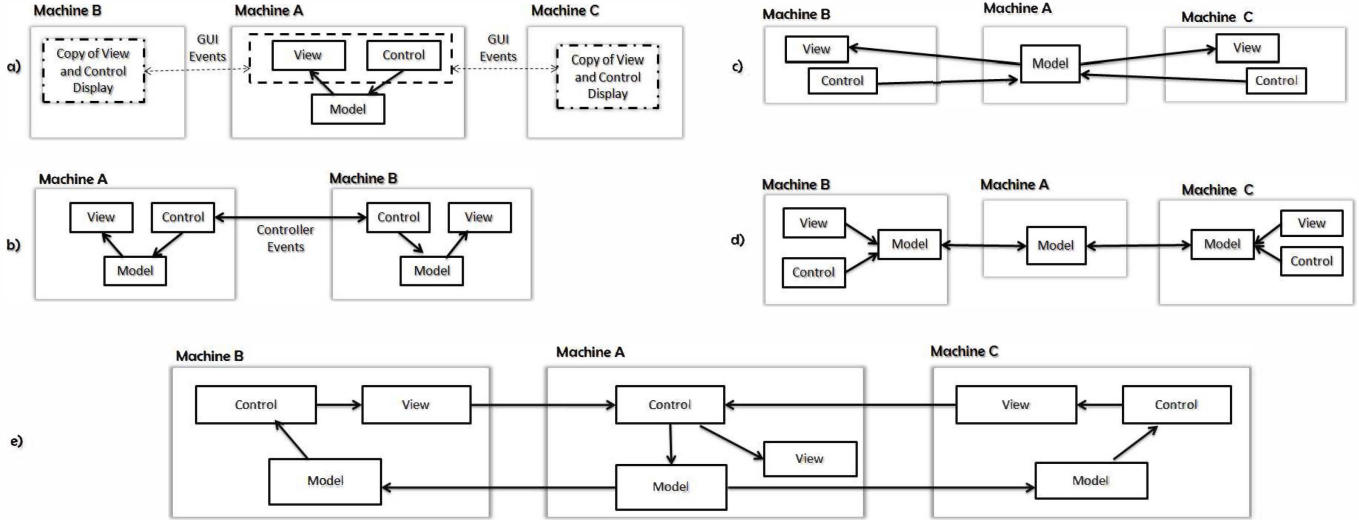 a)
Machine B
Copy of View
and Control
Display
GUI
Events
Machine A
View
Control
Model
GUI
Events
Machine C
Copy of View
and Control
Display
c)
Machine B
View
Control
Machine A
Model
Machine C
View
Control
b)
Machine A
View
Control
Model
Controller
Events
Machine B
Control
View
Model
d)
Machine B
View
Control
Model
Machine A
Model
Machine C
Model
View
Control
e)
Machine B
Control
View
Model
Machine A
Control
View
Model
Machine C
View
Control
Model